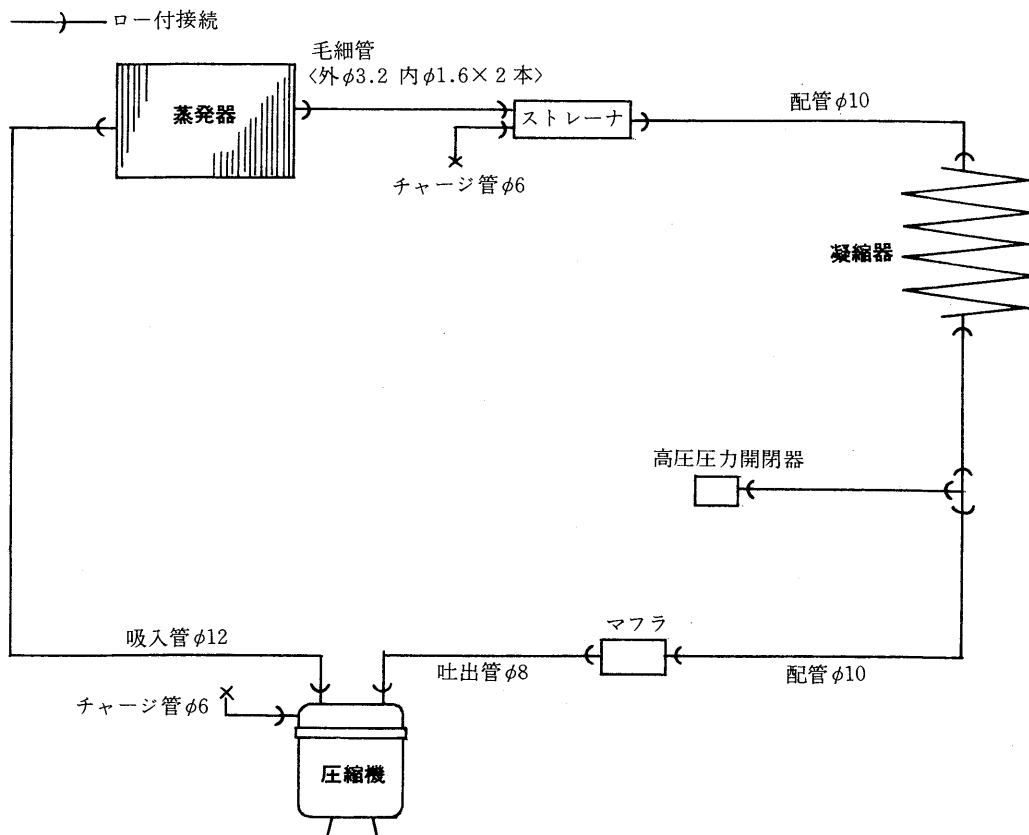 ロー付接続
毛細管
〈外φ3.2 内φ1.6×2本〉
蒸発器
ストレーナ
配管φ10
チャージ管φ6
凝縮器
高圧圧力開閉器
マフラ
吸入管φ12
吐出管φ8
配管φ10
チャージ管φ6
圧縮機